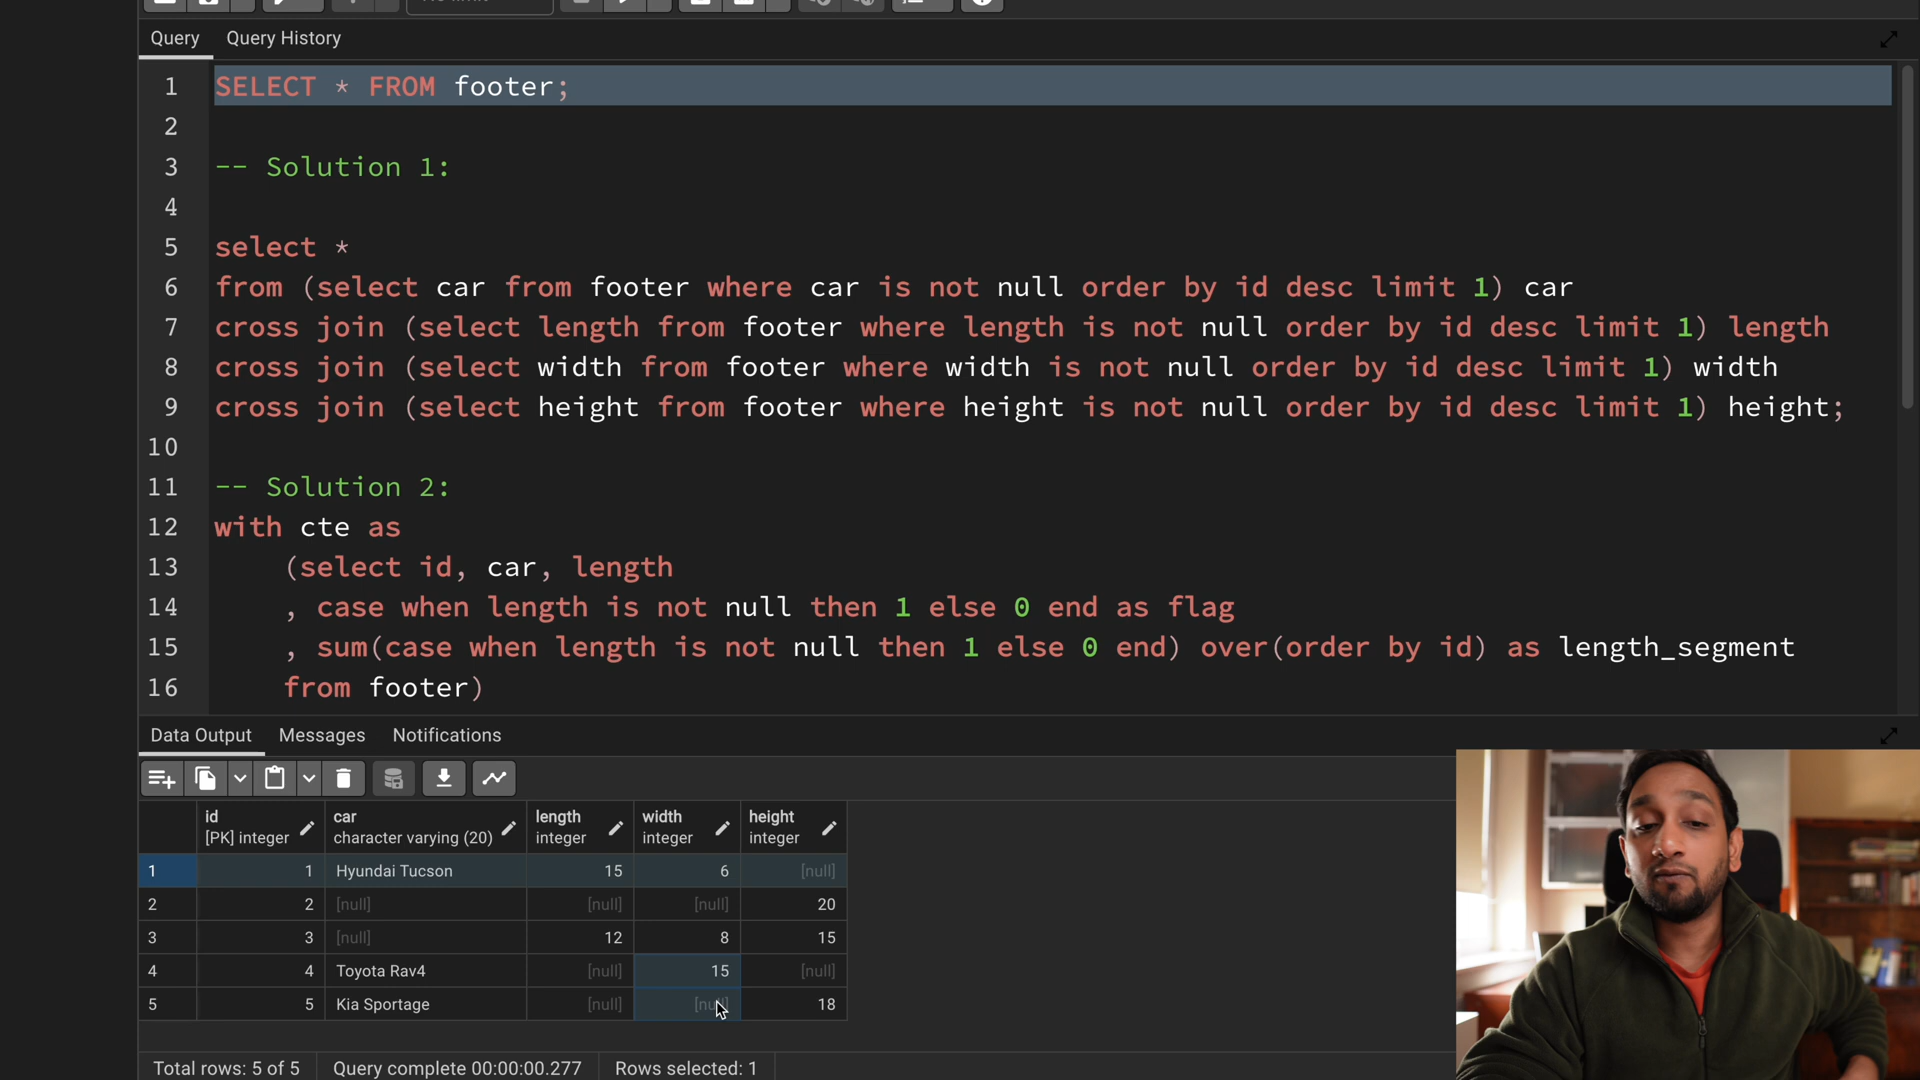 Query Query History
1 SELECT * FROM footer;
2
3 -- Solution 1:
4
5 select *
6 from (select car from footer where car is not null order by id desc limit 1) car
7 cross join (select length from footer where length is not null order by id desc limit 1) length
8 cross join (select width from footer where width is not null order by id desc limit 1) width
9 cross join (select height from footer where height is not null order by id desc limit 1) height;
10
11 -- Solution 2:
12 with cte as
13 (select id, car, length
14 , case when length is not null then 1 else 0 end as flag
15 , sum(case when length is not null then 1 else 0 end) over(order by id) as length_segment
16 from footer)
Data Output Messages Notifications
id car length width height
[PK] integer character varying (20) integer integer integer
1 1 Hyundai Tucson 15 6 [null]
2 2 [null] [null] [null] 20
3 3 [null] 12 8 15
4 4 Toyota Rav4 [null] 15 [null]
5 5 Kia Sportage [null] [null] 18
Total rows: 5 of 5 Query complete 00:00:00.277 Rows selected: 1